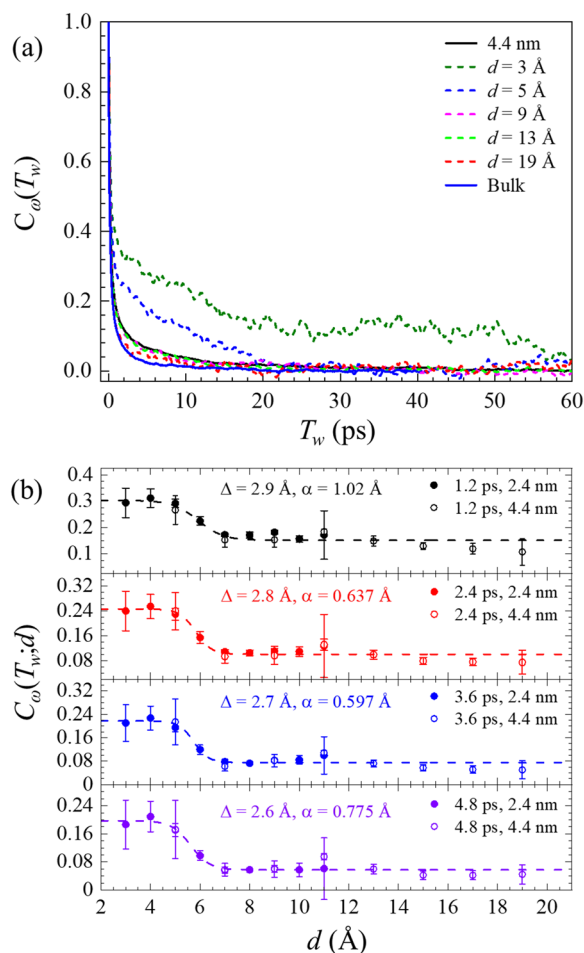 (a)
1.0
0.8
0.6
0.4
0.2
0.0
C_ω(T_w)
4.4 nm
d = 3 Å
d = 5 Å
d = 9 Å
d = 13 Å
d = 19 Å
Bulk
0 10 20 30 40 50 60
T_w (ps)
(b)
C_ω(T_w;d)
0.4
0.3
0.2
0.1
Δ = 2.9 Å, α = 1.02 Å
1.2 ps, 2.4 nm
1.2 ps, 4.4 nm
0.32
0.24
0.16
0.08
0
Δ = 2.8 Å, α = 0.637 Å
2.4 ps, 2.4 nm
2.4 ps, 4.4 nm
0.32
0.24
0.16
0.08
0
Δ = 2.7 Å, α = 0.597 Å
3.6 ps, 2.4 nm
3.6 ps, 4.4 nm
0.24
0.16
0.08
0
Δ = 2.6 Å, α = 0.775 Å
4.8 ps, 2.4 nm
4.8 ps, 4.4 nm
2 4 6 8 10 12 14 16 18 20
d (Å)